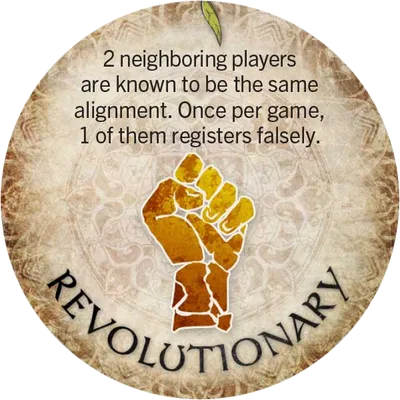 2 neighboring players
are known to be the same
alignment. Once per game,
1 of them registers falsely.
REVOLUTIONARY